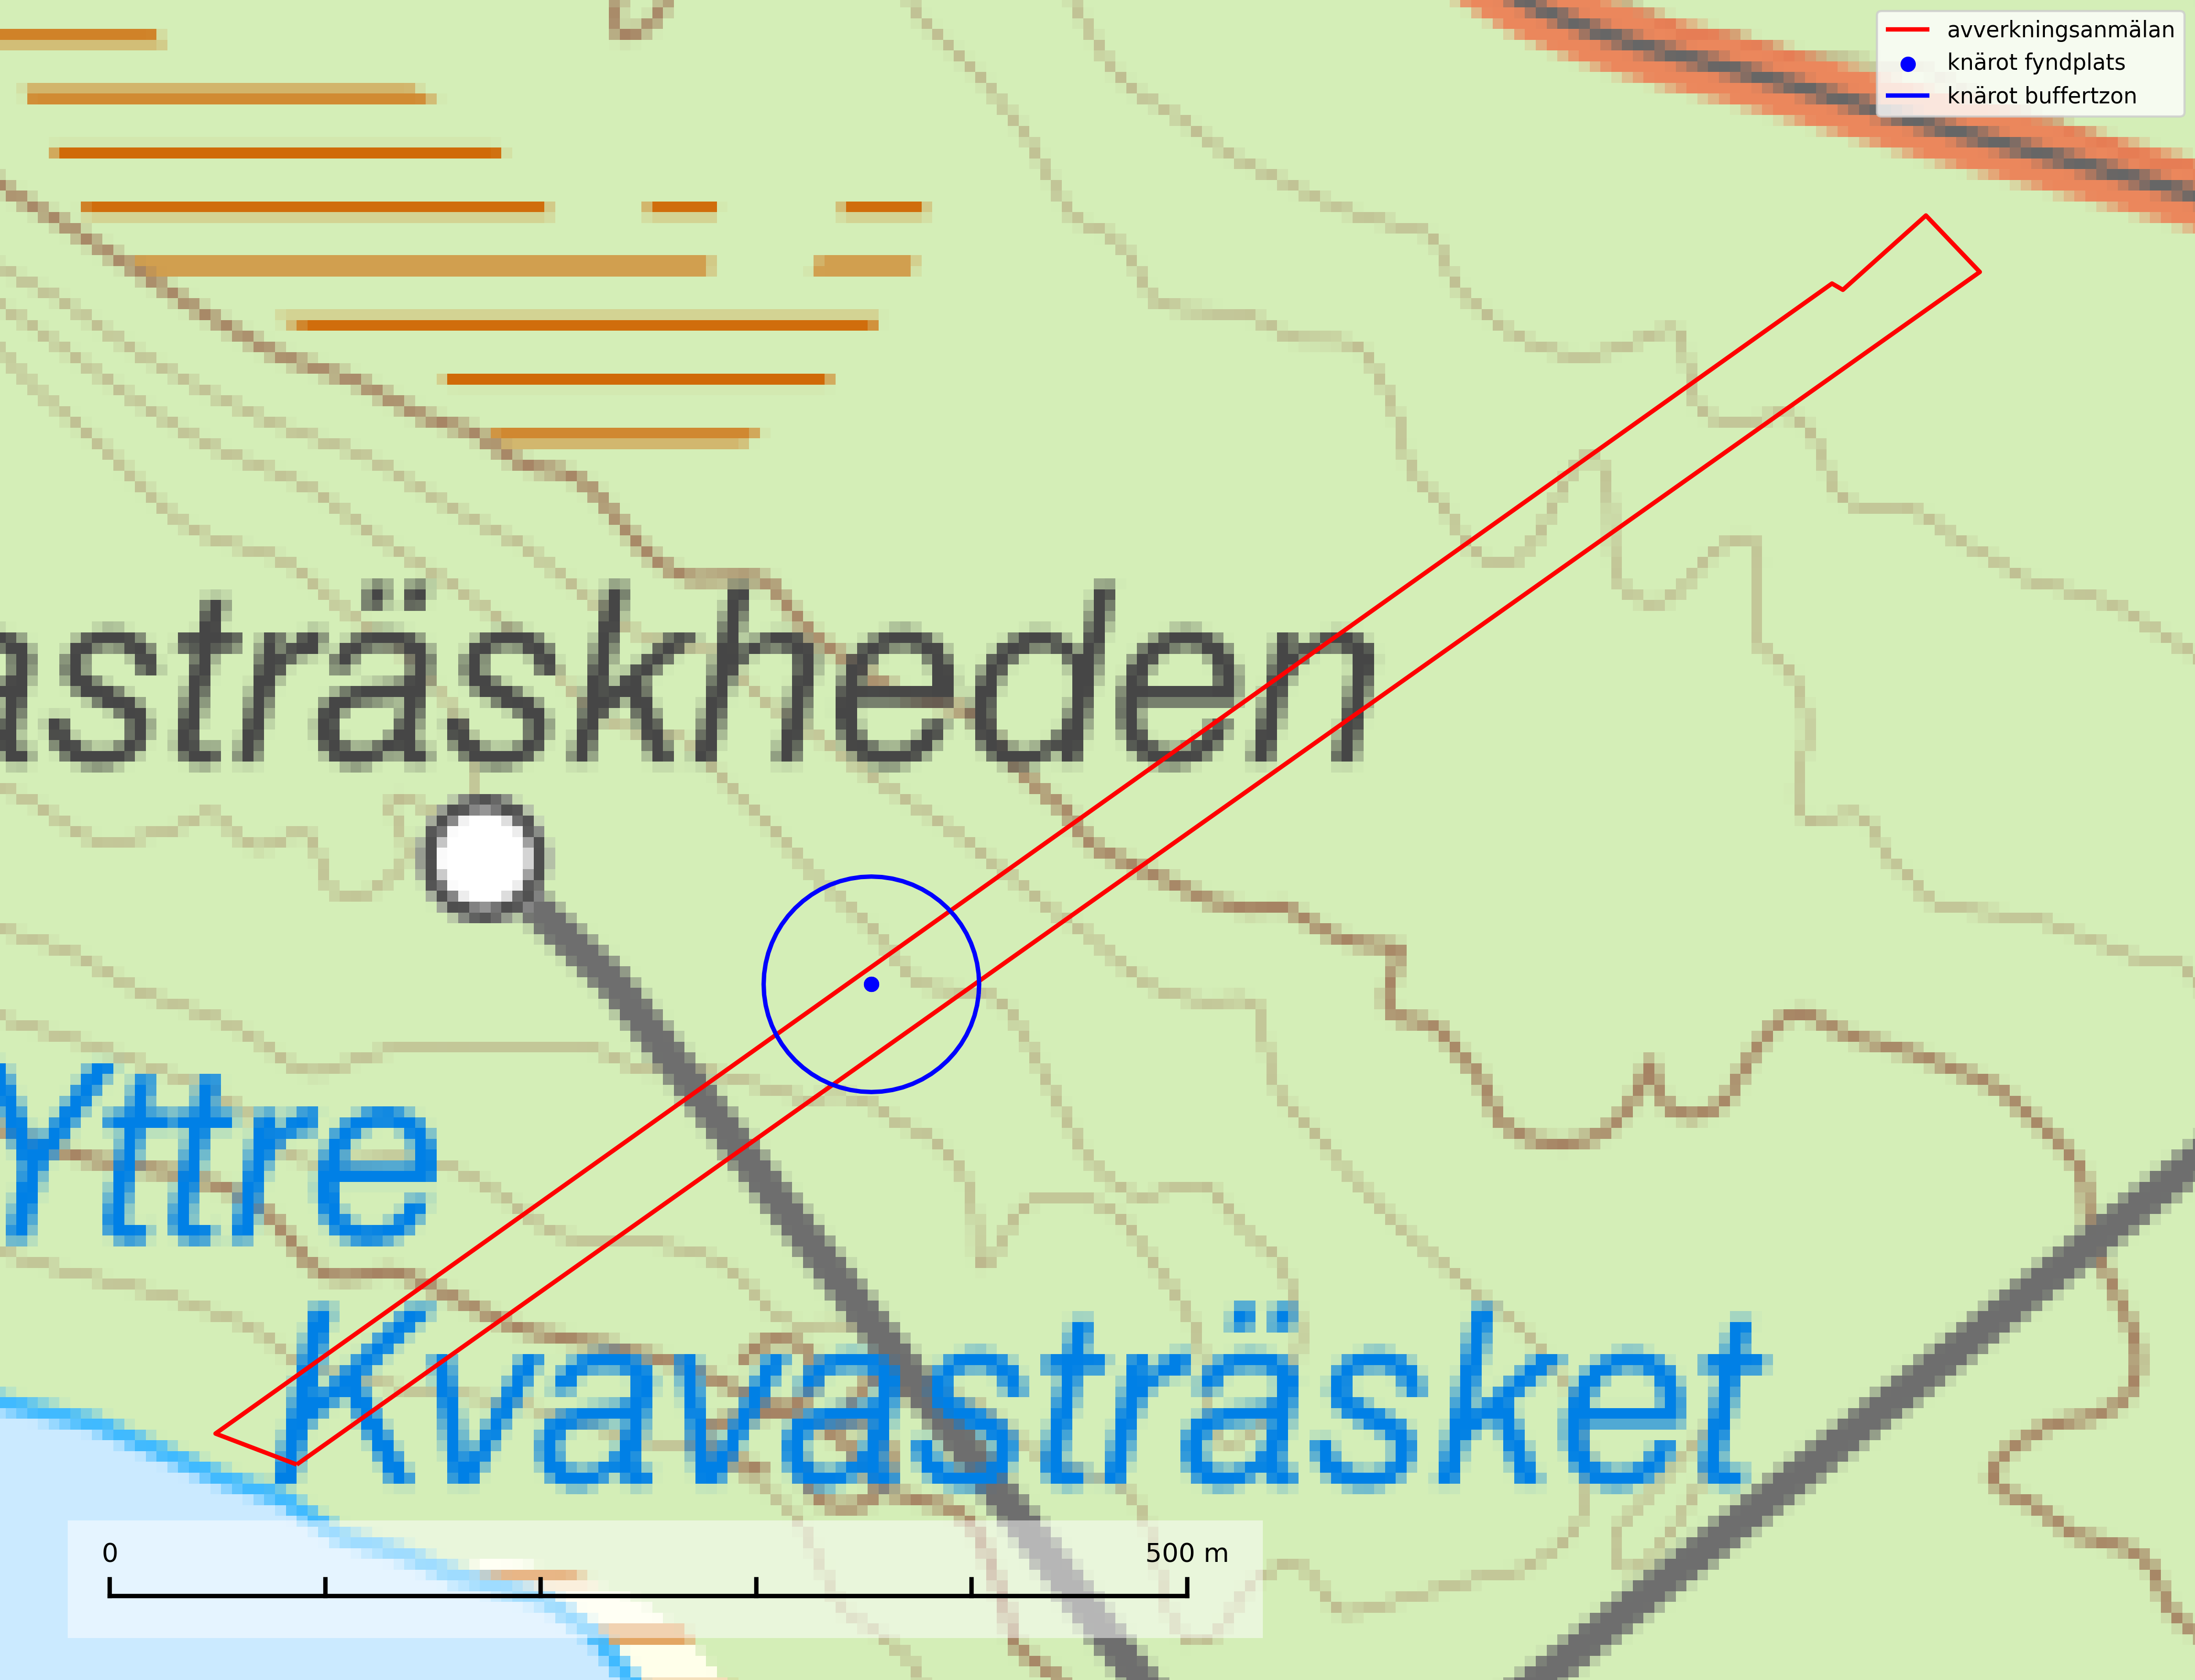 avverkningsanmälan
knärot fyndplats
knärot buffertzon
asträskheden
Yttre
Kvavasträsket
0 500 m